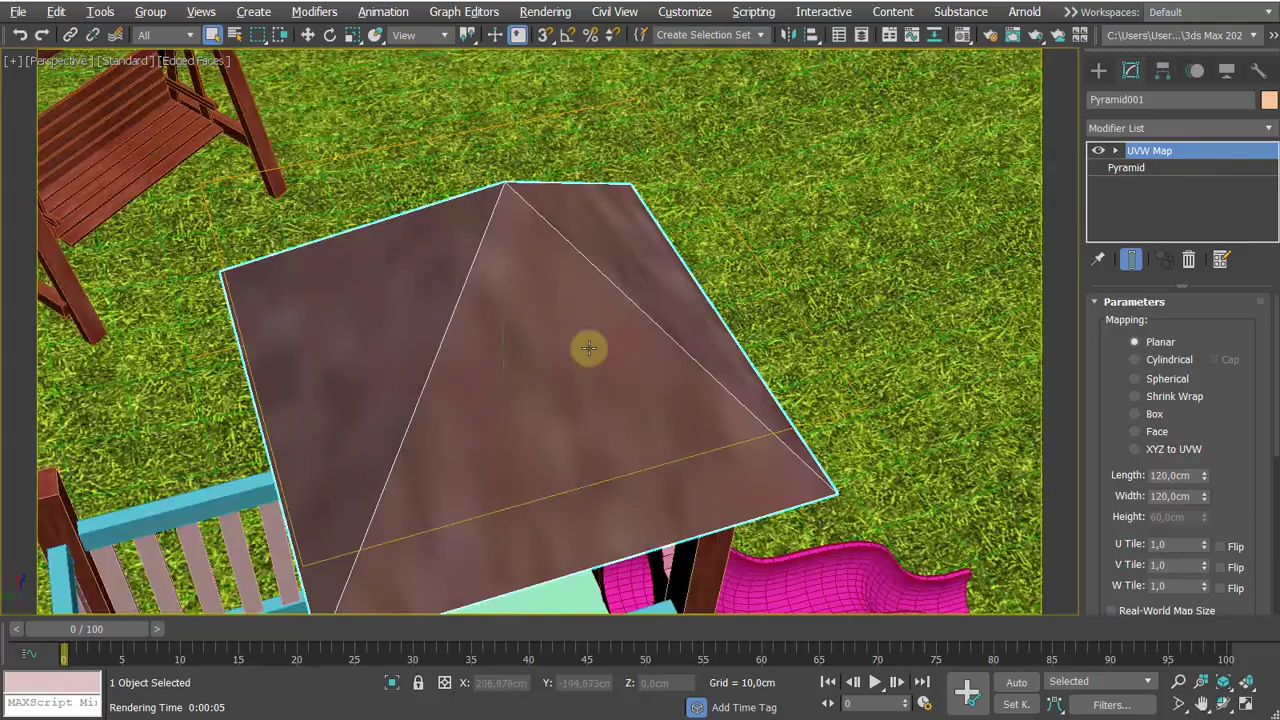 File Edit Tools Group Views Create Modifiers Animation Graph Editors Rendering Civil View Customize Scripting Interactive Content Substance Arnold Workspaces: Default
All View Create Selection Set C:\Users\User...\3ds Max 202
[+] [Perspective] [Standard] [Edged Faces]
Pyramid001
Modifier List
UVW Map
Pyramid
Parameters
Mapping:
Planar
Cylindrical Cap
Spherical
Shrink Wrap
Box
Face
XYZ to UVW
Length: 120,0cm
Width: 120,0cm
Height: 60,0cm
U Tile: 1,0 Flip
V Tile: 1,0 Flip
W Tile: 1,0 Flip
Real-World Map Size
0 / 100
0 5 10 15 20 25 30 35 40 45 50 55 60 65 70 75 80 85 90 95 100
1 Object Selected X: Y: Z: 0,0cm Grid = 10,0cm Auto Selected
MAXScript Mi Rendering Time 0:00:05 Add Time Tag 0 Set K. Filters...